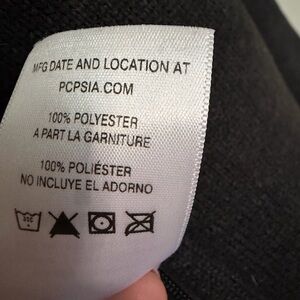 MFG DATE AND LOCATION AT
PCPSIA.COM
100% POLYESTER
A PART LA GARNITURE
100% POLIÉSTER
NO INCLUYE EL ADORNO